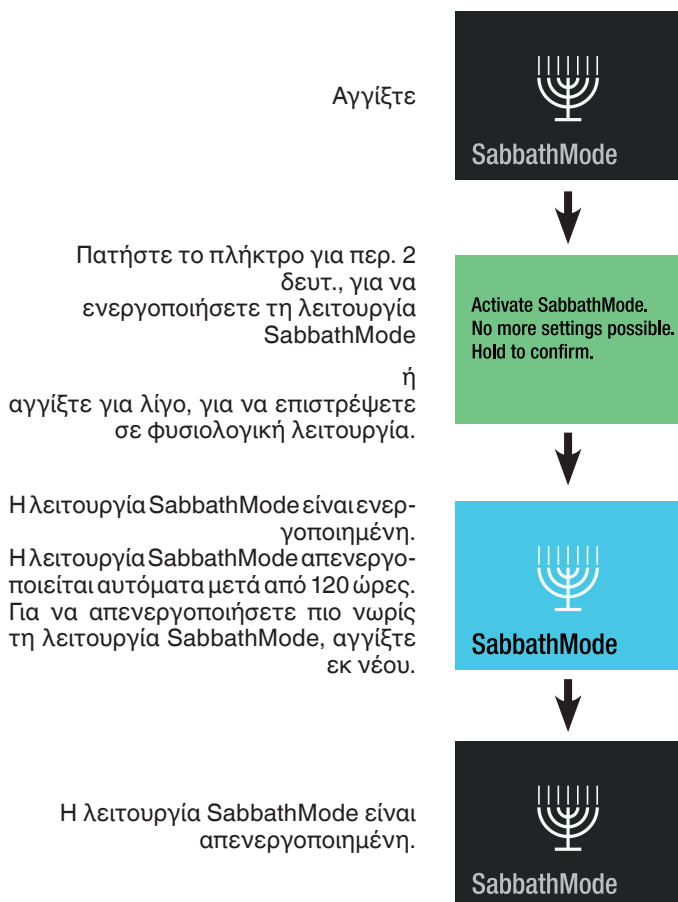 Αγγίξτε
SabbathMode
Πατήστε το πλήκτρο για περ. 2
δευτ., για να
ενεργοποιήσετε τη λειτουργία
SabbathMode
ή
αγγίξτε για λίγο, για να επιστρέψετε
σε φυσιολογική λειτουργία.
Activate SabbathMode.
No more settings possible.
Hold to confirm.
Η λειτουργία SabbathMode είναι ενερ-
γοποιημένη.
Η λειτουργία SabbathMode απενεργο-
ποιείται αυτόματα μετά από 120 ώρες.
Για να απενεργοποιήσετε πιο νωρίς
τη λειτουργία SabbathMode, αγγίξτε
εκ νέου.
SabbathMode
Η λειτουργία SabbathMode είναι
απενεργοποιημένη.
SabbathMode